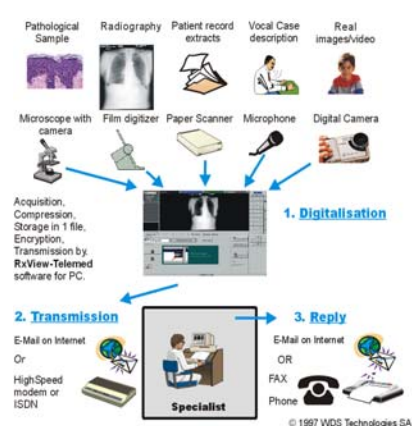 Pathological
Sample
Radiography
Patient record
extracts
Vocal Case
description
Real
images/video
Microscope with
camera
Film digitizer
Paper Scanner
Microphone
Digital Camera
Acquisition,
Compression,
Storage in 1 file,
Encryption,
Transmission by.
RxView-Telemed
software for PC.
1. Digitalisation
2. Transmission
E-Mail on Internet
Or
HighSpeed
modem or
ISDN
Specialist
3. Reply
E-Mail on Internet
OR
FAX
Phone
© 1997 WDS Technologies SA